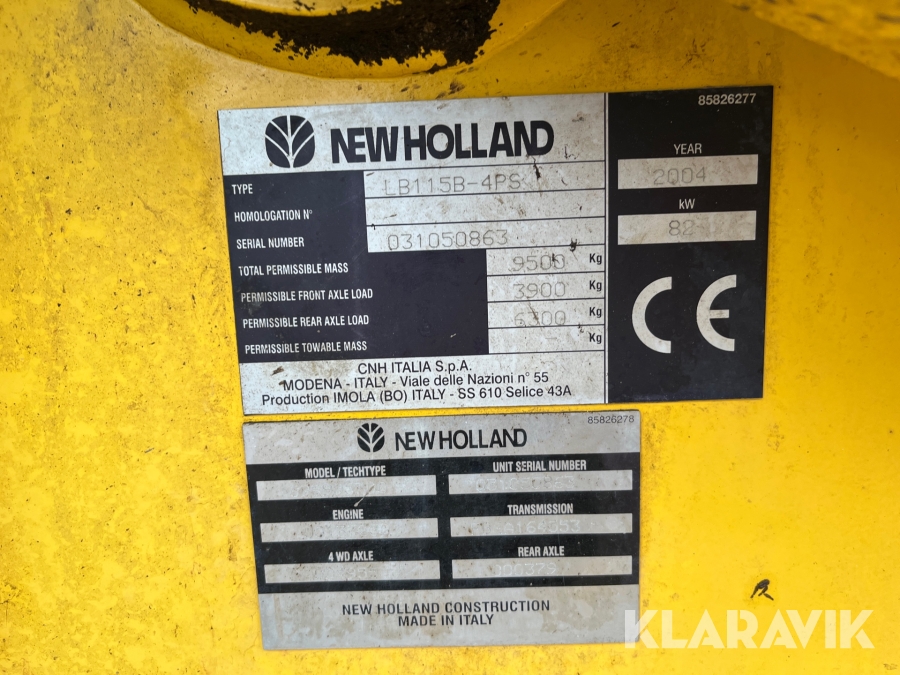 85826277
NEW HOLLAND
TYPE LB115B-4PS
HOMOLOGATION N°
SERIAL NUMBER 031050863
TOTAL PERMISSIBLE MASS 9500 Kg
PERMISSIBLE FRONT AXLE LOAD 3900 Kg
PERMISSIBLE REAR AXLE LOAD 6300 Kg
PERMISSIBLE TOWABLE MASS - Kg
YEAR
2004
kW
82
CE
CNH ITALIA S.p.A.
MODENA - ITALY - Viale delle Nazioni n° 55
Production IMOLA (BO) ITALY - SS 610 Selice 43A
85826278
NEW HOLLAND
MODEL / TECHTYPE
UNIT SERIAL NUMBER
ENGINE
TRANSMISSION
4 WD AXLE
REAR AXLE
NEW HOLLAND CONSTRUCTION
MADE IN ITALY
KLARAVIK